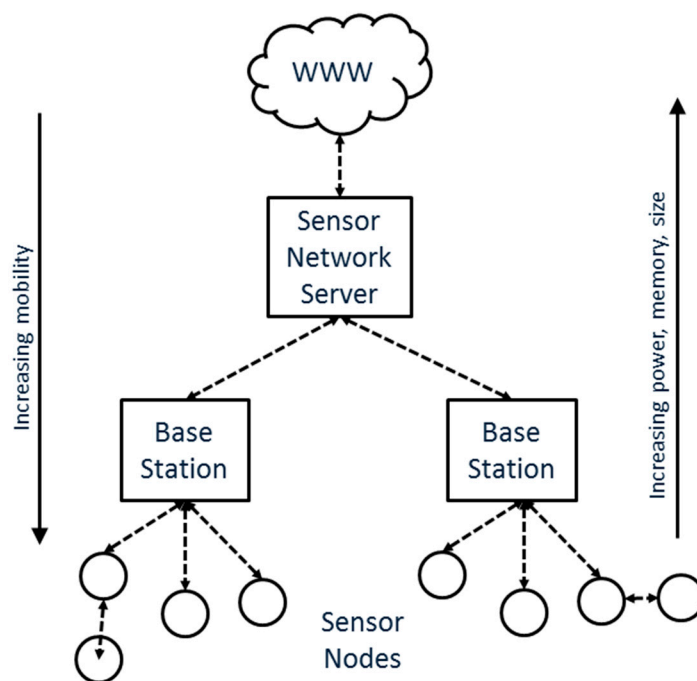 WWW
Increasing mobility
Increasing power, memory, size
Sensor
Network
Server
Base
Station
Base
Station
Sensor
Nodes